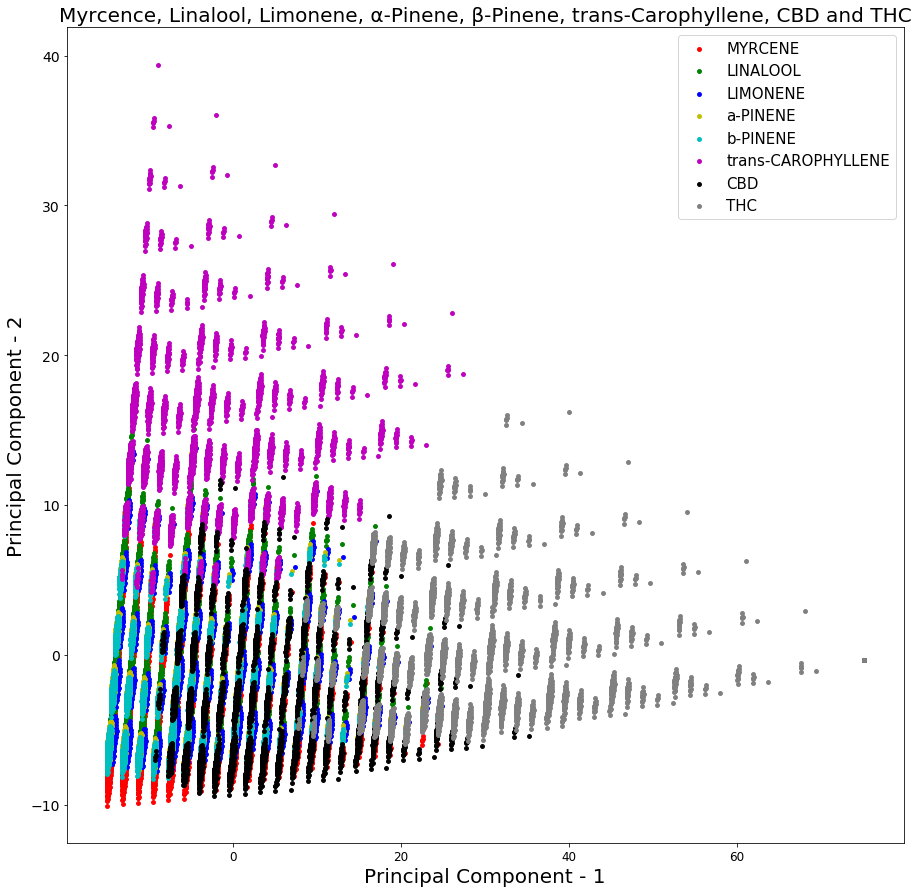 Myrcence, Linalool, Limonene, α-Pinene, β-Pinene, trans-Carophyllene, CBD and THC
MYRCENE
LINALOOL
LIMONENE
a-PINENE
b-PINENE
trans-CAROPHYLLENE
CBD
THC
40
30
20
10
0
−10
Principal Component - 2
0 20 40 60
Principal Component - 1